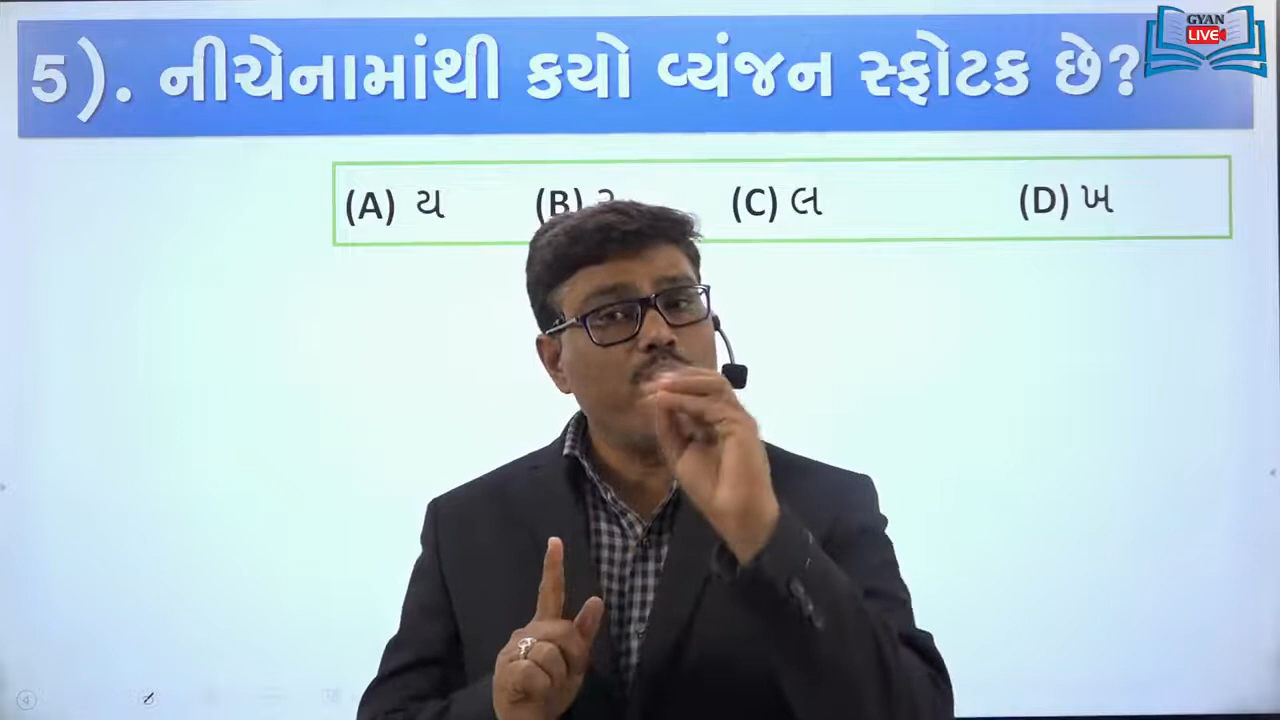 GYAN
LIVE
5). નીચેનામાંથી કયો વ્યંજન સ્ફોટક છે?
(A) ય (B) (C) લ (D) ખ